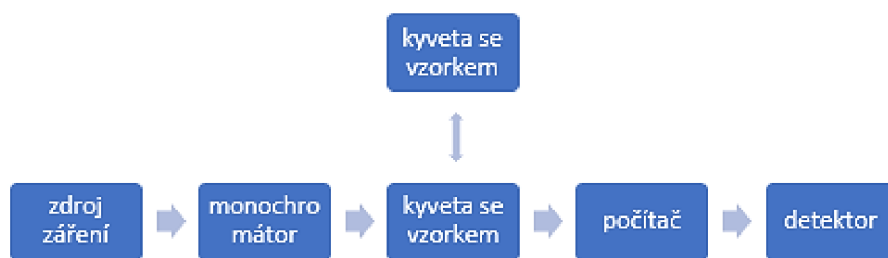 kyveta se
vzorkem
zdroj
záření
monochro
mátor
kyveta se
vzorkem
počítač
detektor